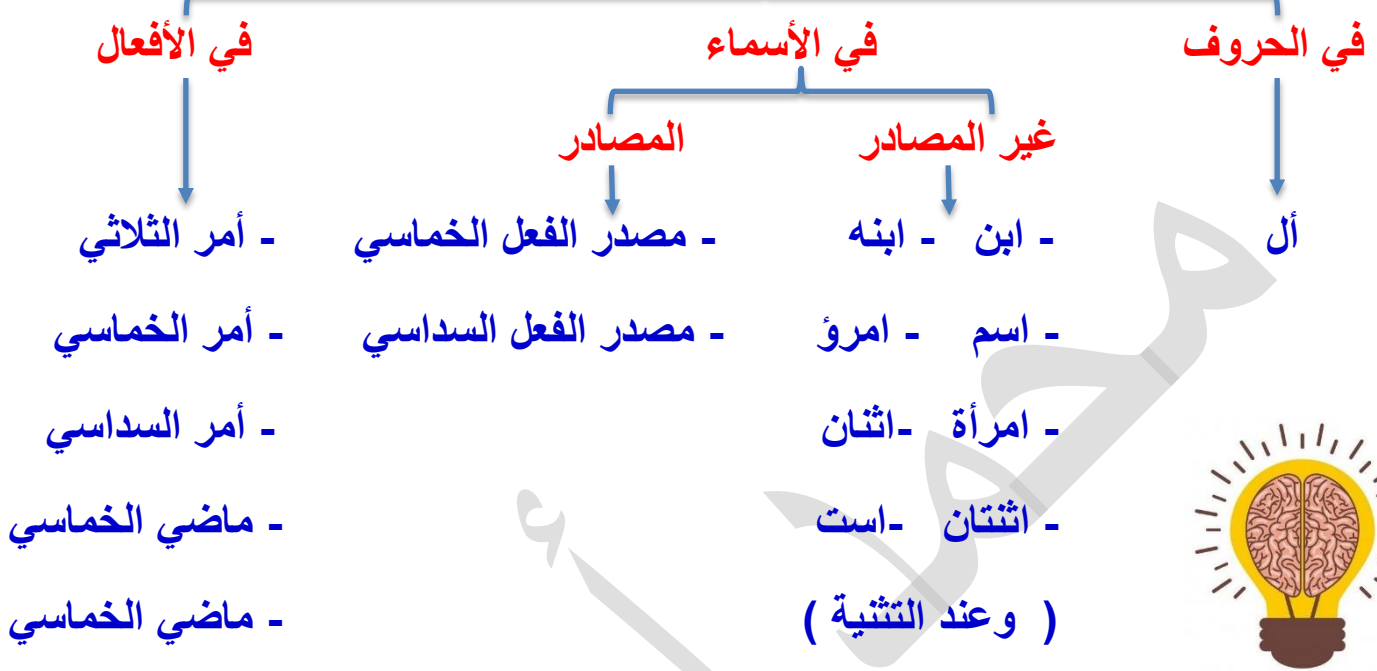 في الحروف في الأسماء في الأفعال
غير المصادر المصادر
أل - ابن - ابنه - مصدر الفعل الخماسي - أمر الثلاثي
- اسم - امرؤ - مصدر الفعل السداسي - أمر الخماسي
- امرأة -اثنان - أمر السداسي
- اثنتان -است - ماضي الخماسي
( وعند التثنية ) - ماضي الخماسي
محمد